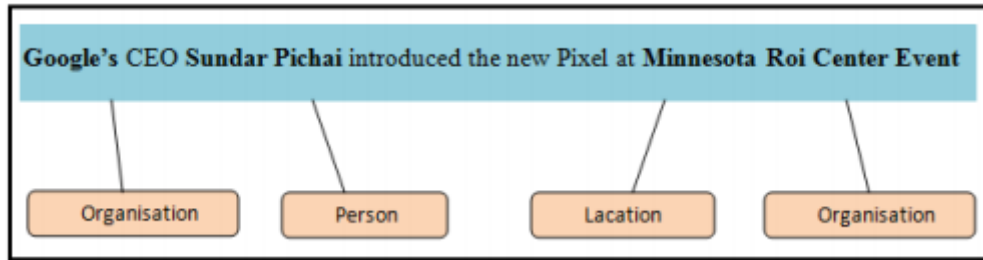 Google's CEO Sundar Pichai introduced the new Pixel at Minnesota Roi Center Event
Organisation Person Lacation Organisation